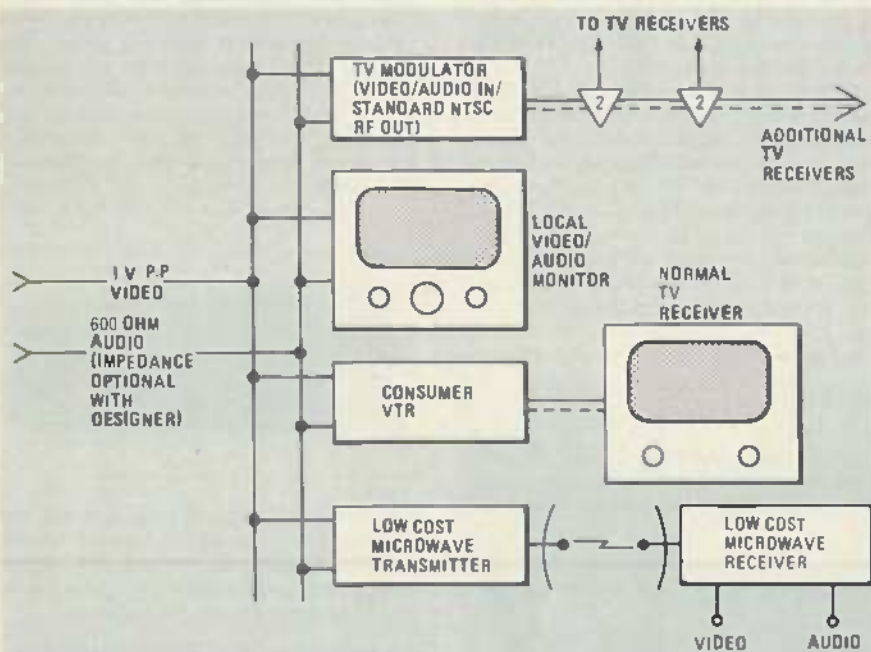 TO TV RECEIVERS
TV MODULATOR
(VIDEO/AUDIO IN/
STANDARD NTSC
RF OUT)
2
2
ADDITIONAL
TV
RECEIVERS
LOCAL
VIDEO/
AUDIO
MONITOR
NORMAL
TV
RECEIVER
1 V P-P
VIDEO
600 OHM
AUDIO
(IMPEDANCE
OPTIONAL
WITH
DESIGNER)
CONSUMER
VTR
LOW COST
MICROWAVE
TRANSMITTER
LOW COST
MICROWAVE
RECEIVER
VIDEO
AUDIO